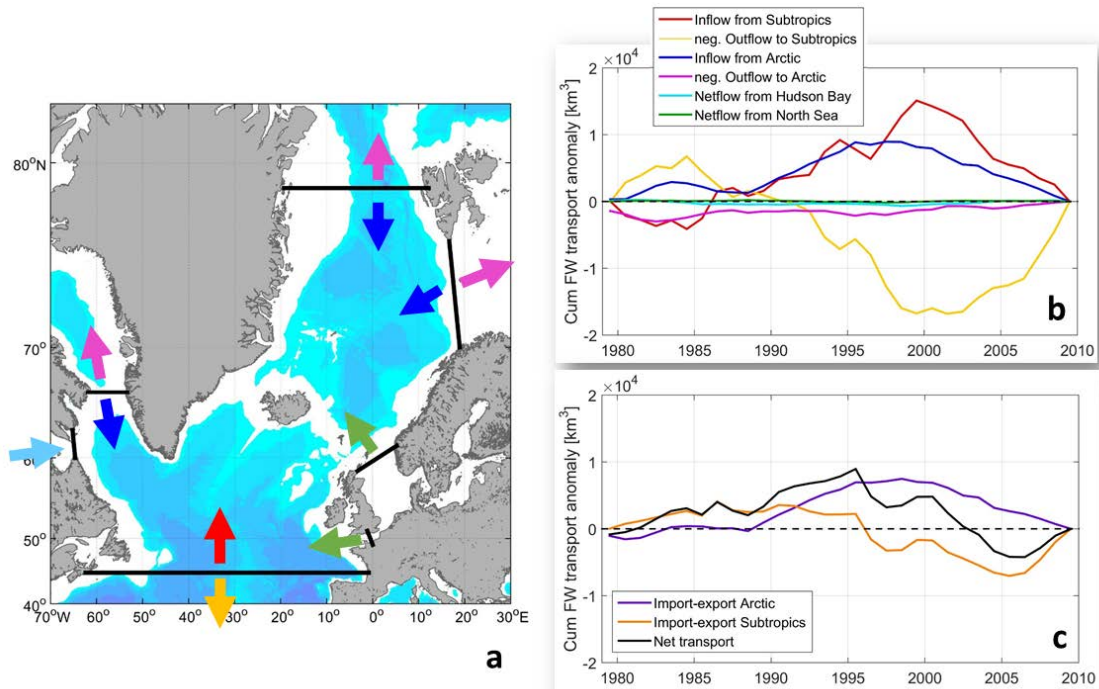 80°N
70°
60°
50°
40°
70°W 60° 50° 40° 30° 20° 10° 0° 10° 20° 30°E
a
Inflow from Subtropics
neg. Outflow to Subtropics
Inflow from Arctic
neg. Outflow to Arctic
Netflow from Hudson Bay
Netflow from North Sea
×10⁴
Cum FW transport anomaly [km³]
2
1
0
-1
-2
1980 1985 1990 1995 2000 2005 2010
b
×10⁴
Cum FW transport anomaly [km³]
2
1
0
-1
-2
1980 1985 1990 1995 2000 2005 2010
Import-export Arctic
Import-export Subtropics
Net transport
c